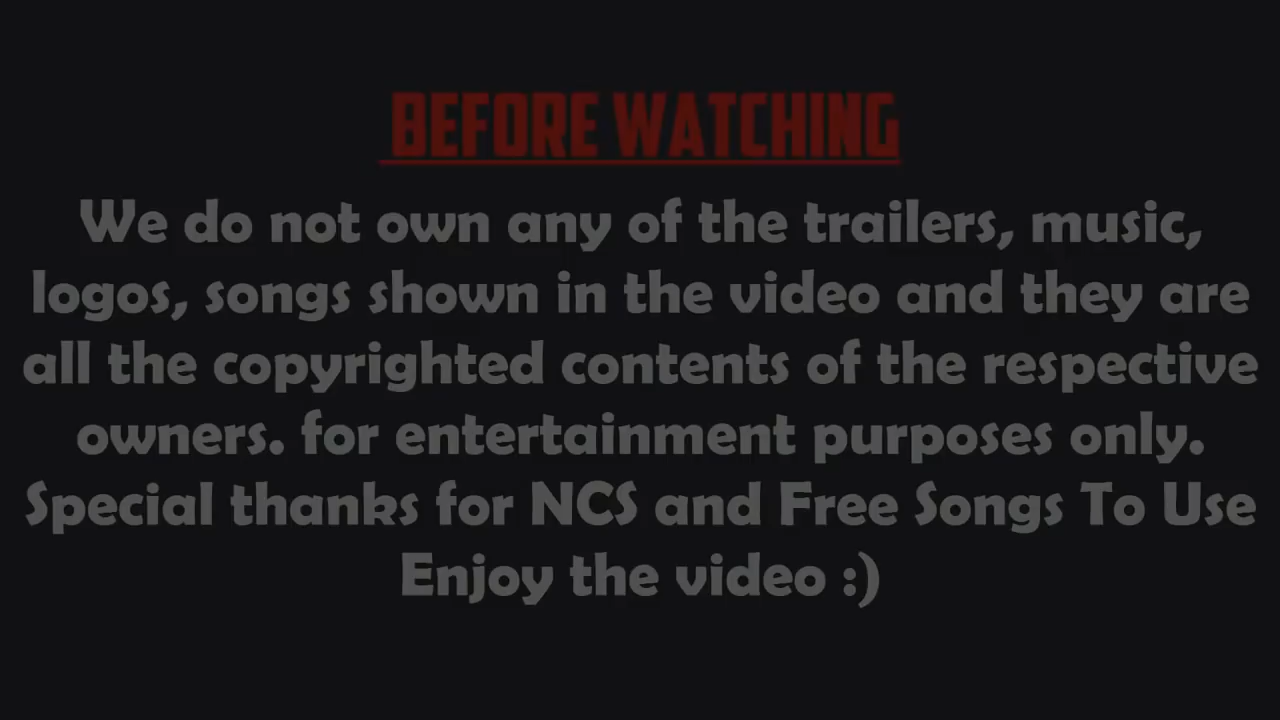 BEFORE WATCHING
We do not own any of the trailers, music,
logos, songs shown in the video and they are
all the copyrighted contents of the respective
owners. for entertainment purposes only.
Special thanks for NCS and Free Songs To Use
Enjoy the video :)